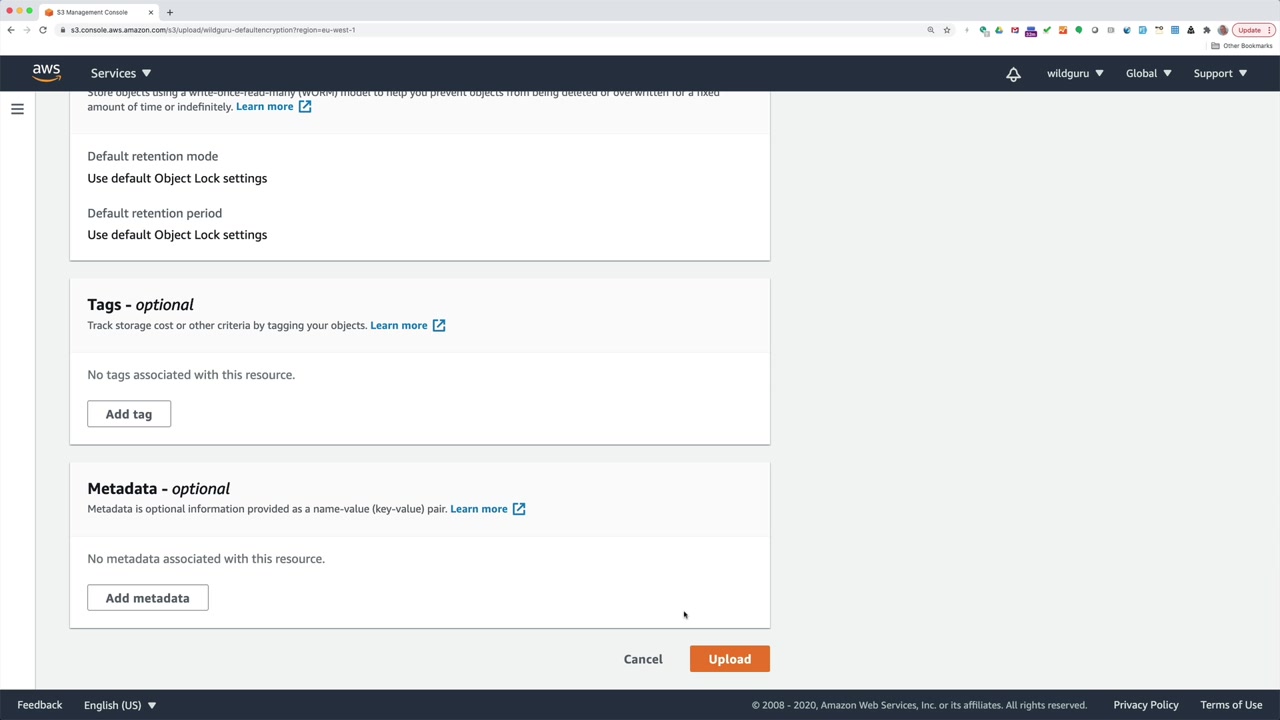 S3 Management Console
s3.console.aws.amazon.com/s3/upload/wildguru-defaultencryption?region=eu-west-1
Update
Other Bookmarks
aws
Services
wildguru
Global
Support
Store objects using a write-once-read-many (WORM) model to help you prevent objects from being deleted or overwritten for a fixed
amount of time or indefinitely. Learn more
Default retention mode
Use default Object Lock settings
Default retention period
Use default Object Lock settings
Tags - optional
Track storage cost or other criteria by tagging your objects. Learn more
No tags associated with this resource.
Add tag
Metadata - optional
Metadata is optional information provided as a name-value (key-value) pair. Learn more
No metadata associated with this resource.
Add metadata
Cancel
Upload
Feedback
English (US)
© 2008 - 2020, Amazon Web Services, Inc. or its affiliates. All rights reserved.
Privacy Policy
Terms of Use